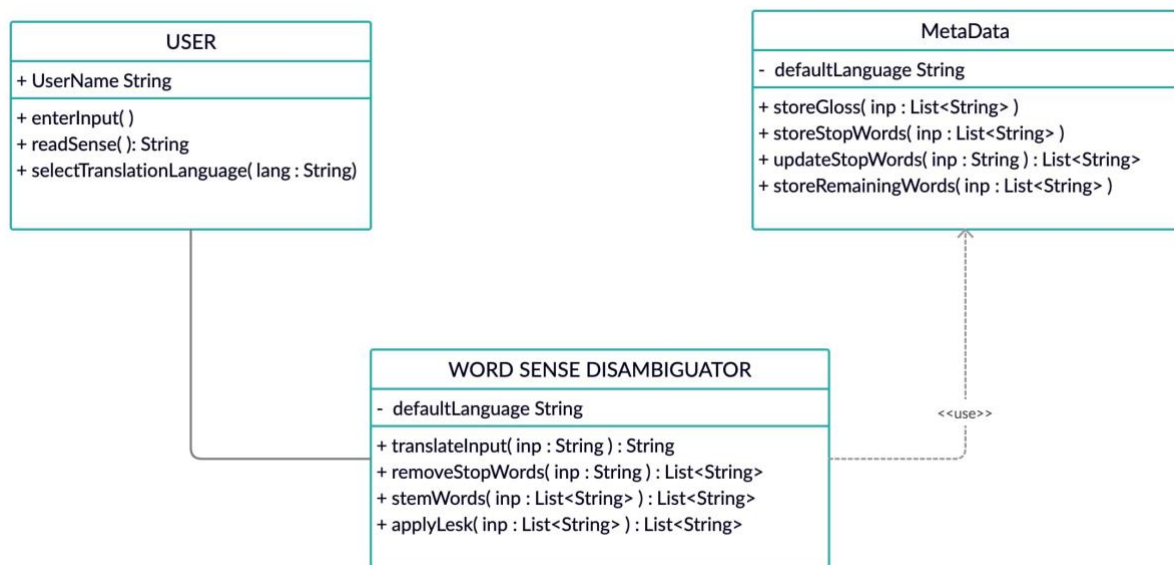 USER
+ UserName String
+ enterInput( )
+ readSense( ): String
+ selectTranslationLanguage( lang : String)
MetaData
- defaultLanguage String
+ storeGloss( inp : List<String> )
+ storeStopWords( inp : List<String> )
+ updateStopWords( inp : String ) : List<String>
+ storeRemainingWords( inp : List<String> )
WORD SENSE DISAMBIGUATOR
- defaultLanguage String
+ translateInput( inp : String ) : String
+ removeStopWords( inp : String ) : List<String>
+ stemWords( inp : List<String> ) : List<String>
+ applyLesk( inp : List<String> ) : List<String>
<<use>>